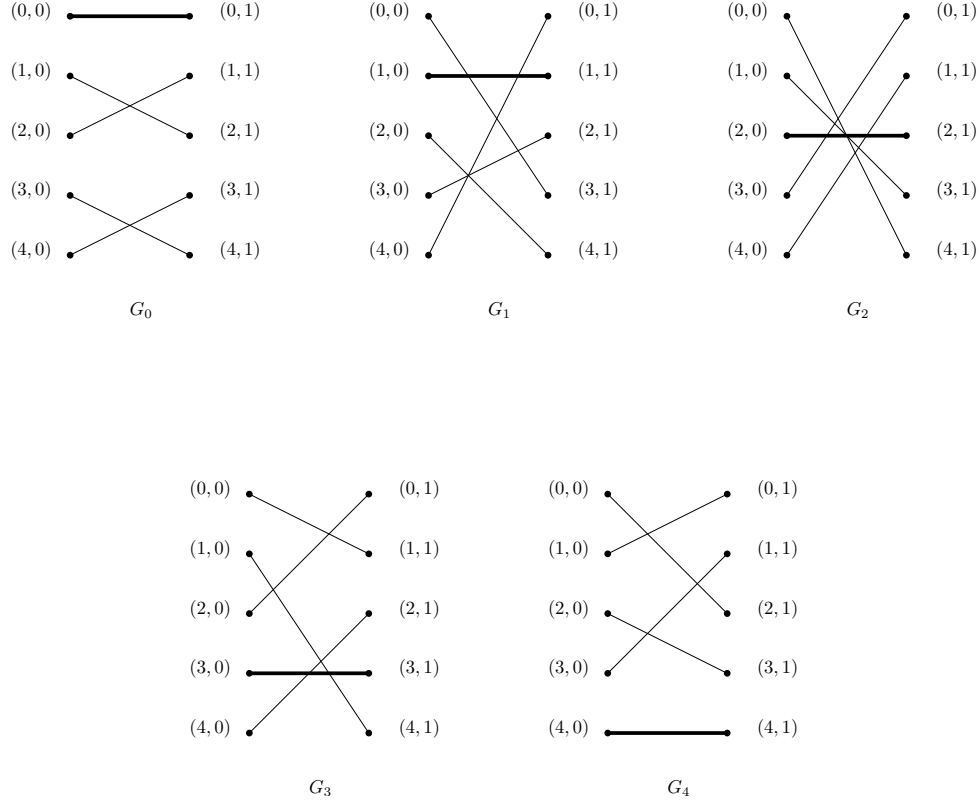 (0, 0) (0, 1) (0, 0) (0, 1) (0, 0) (0, 1)
(1, 0) (1, 1) (1, 0) (1, 1) (1, 0) (1, 1)
(2, 0) (2, 1) (2, 0) (2, 1) (2, 0) (2, 1)
(3, 0) (3, 1) (3, 0) (3, 1) (3, 0) (3, 1)
(4, 0) (4, 1) (4, 0) (4, 1) (4, 0) (4, 1)
G₀ G₁ G₂
(0, 0) (0, 1) (0, 0) (0, 1)
(1, 0) (1, 1) (1, 0) (1, 1)
(2, 0) (2, 1) (2, 0) (2, 1)
(3, 0) (3, 1) (3, 0) (3, 1)
(4, 0) (4, 1) (4, 0) (4, 1)
G₃ G₄